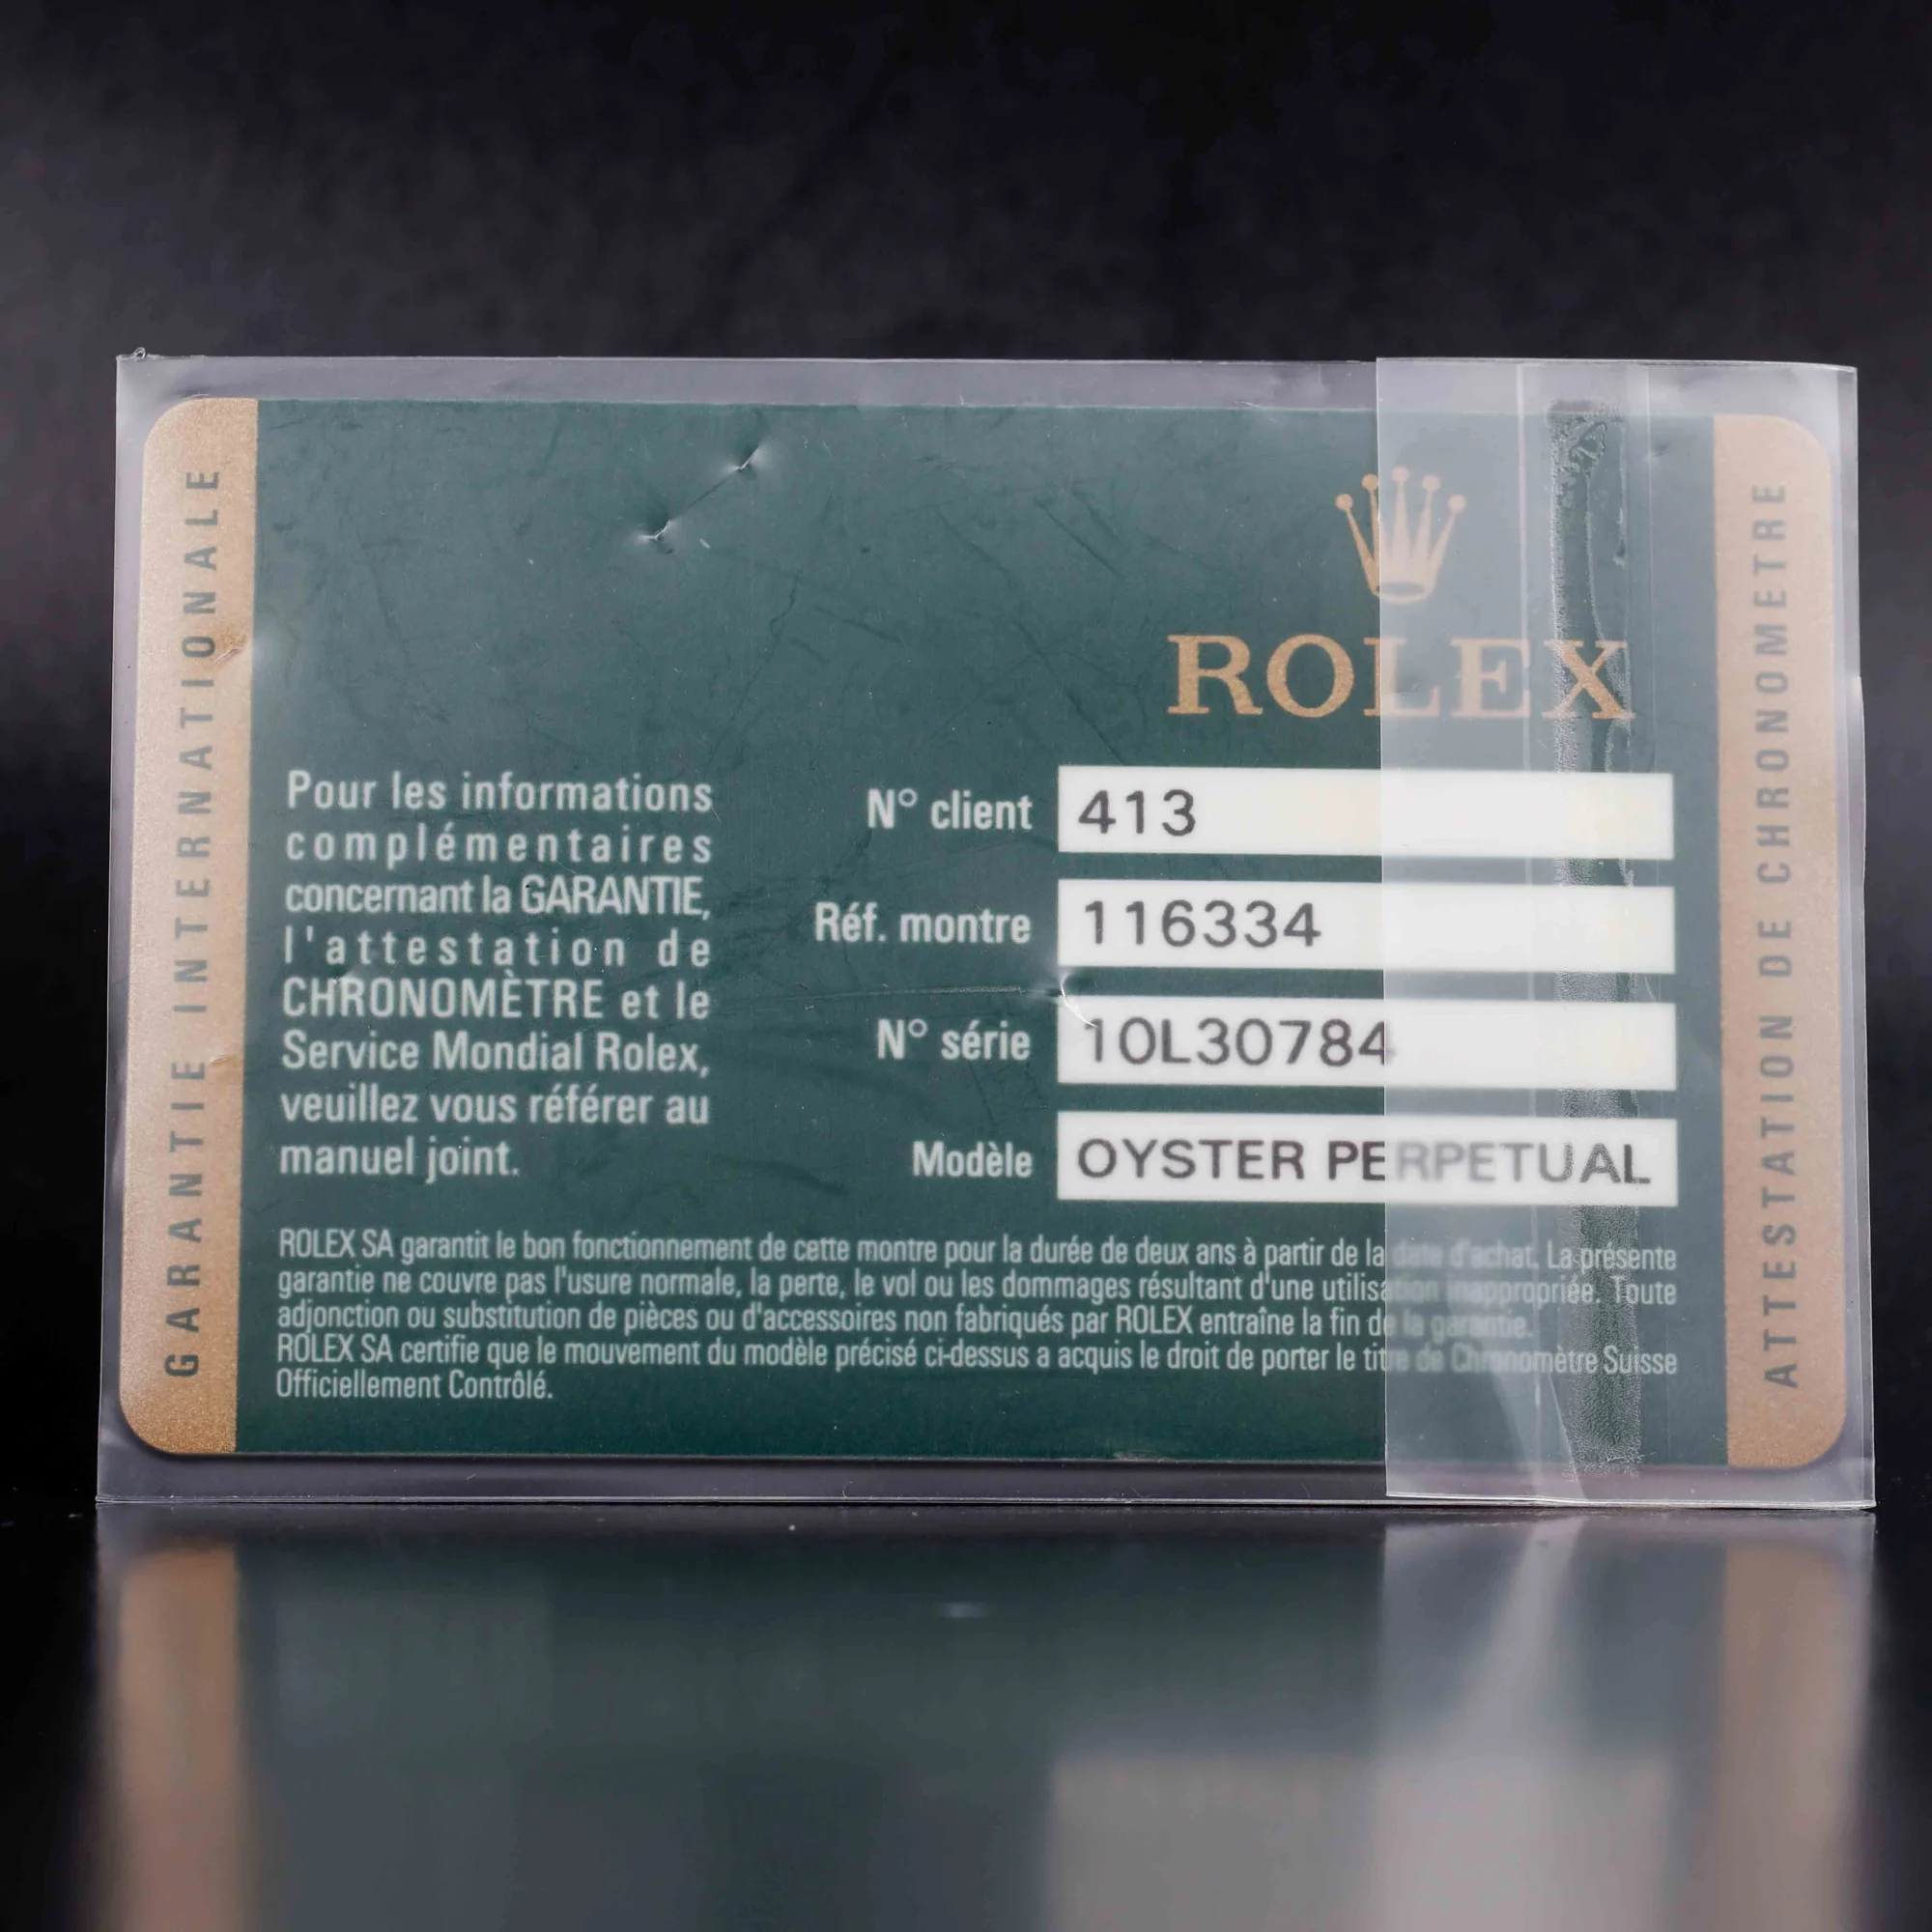 GARANTIE INTERNATIONALE
ROLEX
Pour les informations
complémentaires
concernant la GARANTIE,
l'attestation de
CHRONOMÈTRE et le
Service Mondial Rolex,
veuillez vous référer au
manuel joint.
N° client 413
Réf. montre 116334
N° série 10L30784
Modèle OYSTER PERPETUAL
ROLEX SA garantit le bon fonctionnement de cette montre pour la durée de deux ans à partir de la date d'achat. La présente
garantie ne couvre pas l'usure normale, la perte, le vol ou les dommages résultant d'une utilisation inappropriée. Toute
adjonction ou substitution de pièces ou d'accessoires non fabriqués par ROLEX entraîne la fin de la garantie.
ROLEX SA certifie que le mouvement du modèle précisé ci-dessus a acquis le droit de porter le titre de Chronomètre Suisse
Officiellement Contrôlé.
ATTESTATION DE CHRONOMETRE